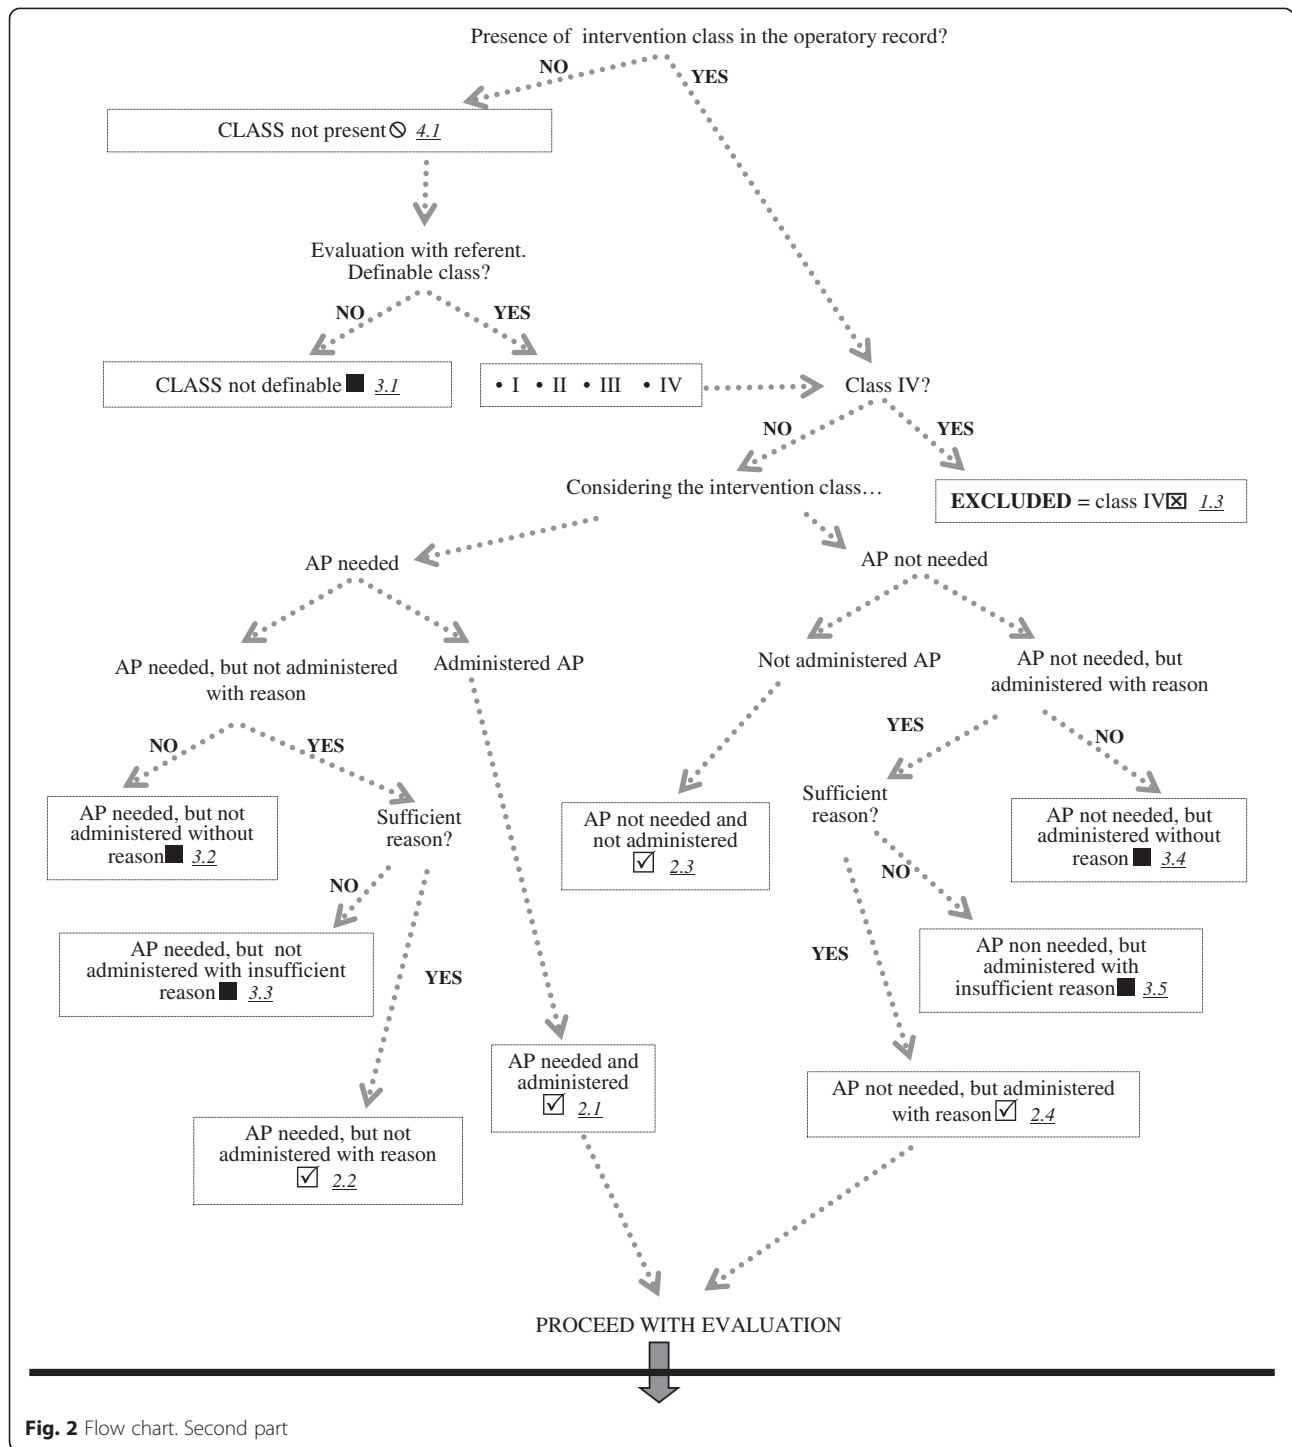 Presence of intervention class in the operatory record?
NO
YES
CLASS not present 4.1
Evaluation with referent.
Definable class?
NO
YES
CLASS not definable ■ 3.1
• I • II • III • IV
Class IV?
NO
YES
Considering the intervention class…
EXCLUDED = class IV 1.3
AP needed
AP not needed
AP needed, but not administered
with reason
Administered AP
Not administered AP
AP not needed, but
administered with reason
NO
YES
YES
NO
AP needed, but not
administered without
reason ■ 3.2
Sufficient
reason?
AP not needed and
not administered
☑ 2.3
Sufficient
reason?
AP not needed, but
administered without
reason ■ 3.4
NO
NO
AP needed, but not
administered with insufficient
reason ■ 3.3
YES
YES
AP non needed, but
administered with
insufficient reason ■ 3.5
AP needed and
administered
☑ 2.1
AP not needed, but administered
with reason ☑ 2.4
AP needed, but not
administered with reason
☑ 2.2
PROCEED WITH EVALUATION
Fig. 2 Flow chart. Second part